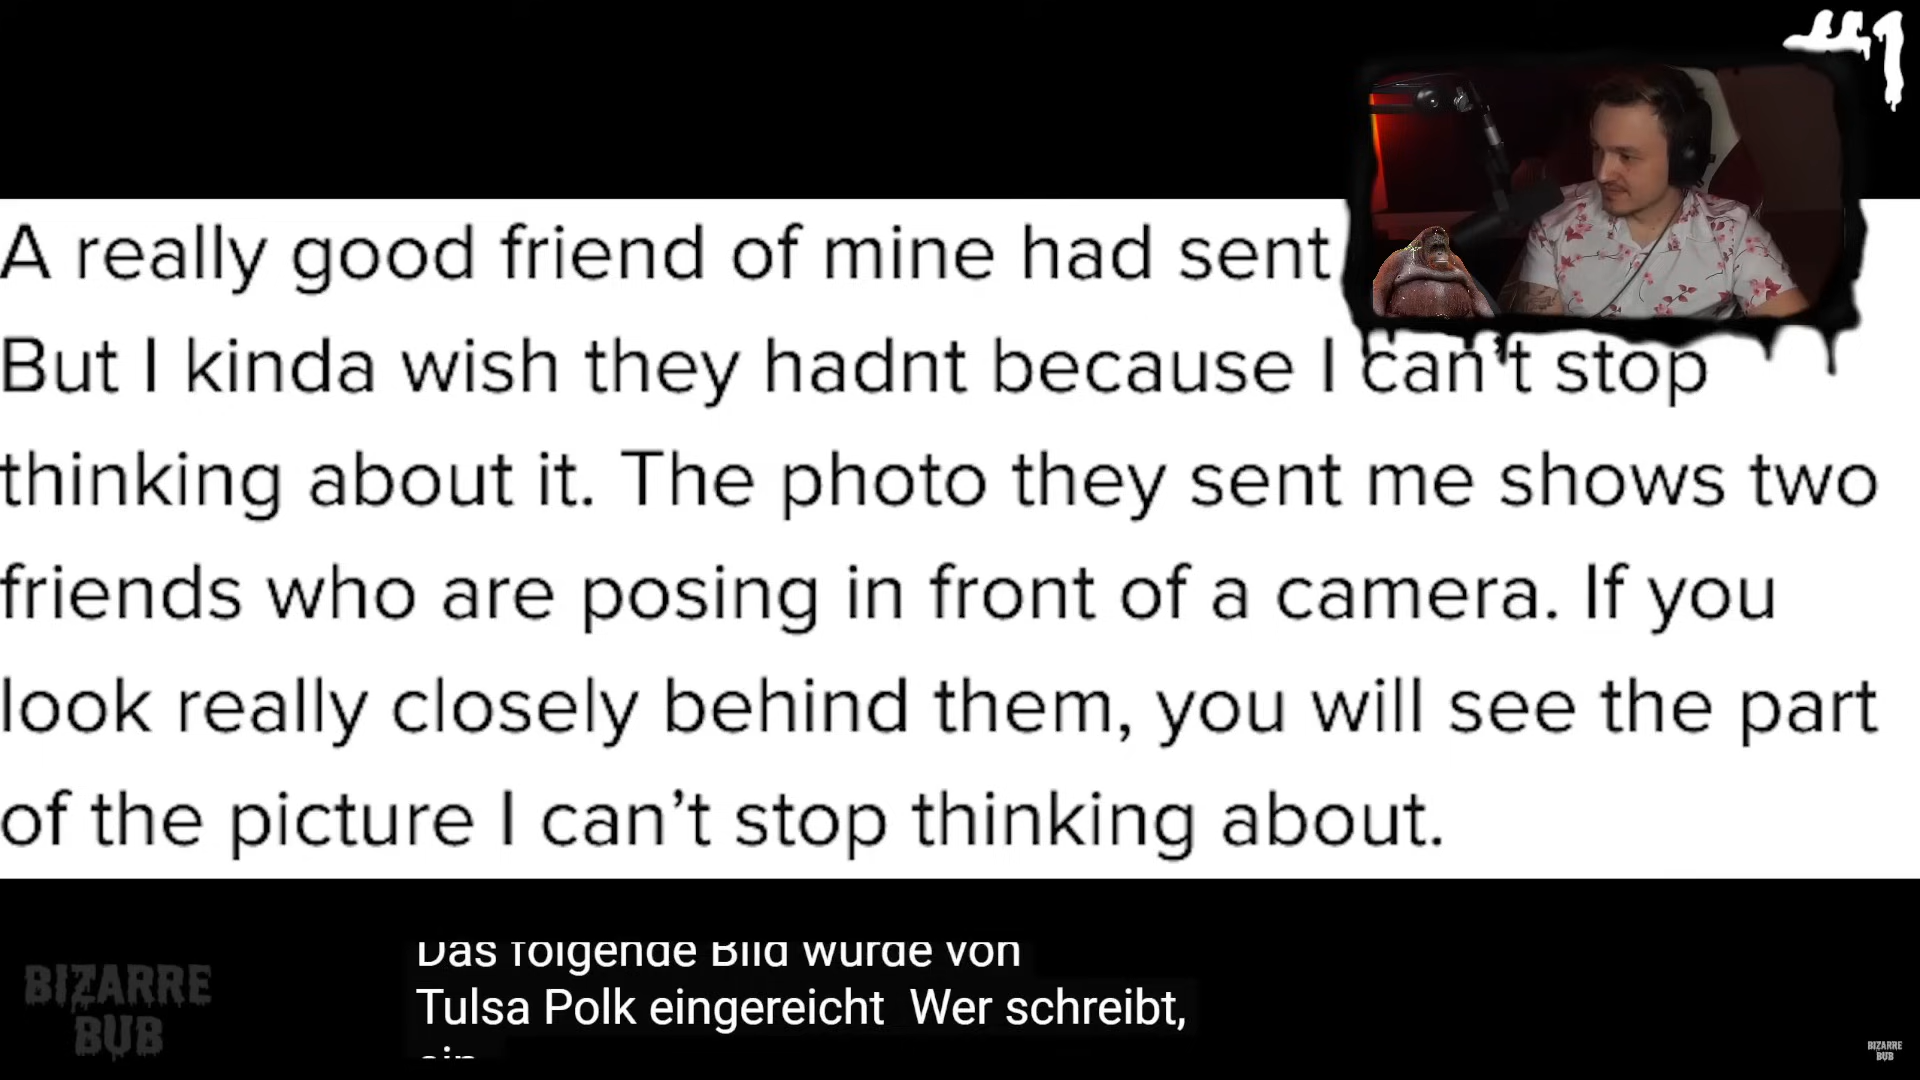 #1
A really good friend of mine had sent
But I kinda wish they hadnt because I can't stop
thinking about it. The photo they sent me shows two
friends who are posing in front of a camera. If you
look really closely behind them, you will see the part
of the picture I can't stop thinking about.
Das folgende Bild wurde von
Tulsa Polk eingereicht Wer schreibt,
ein
BIZARRE
BUB
BIZARRE
BUB